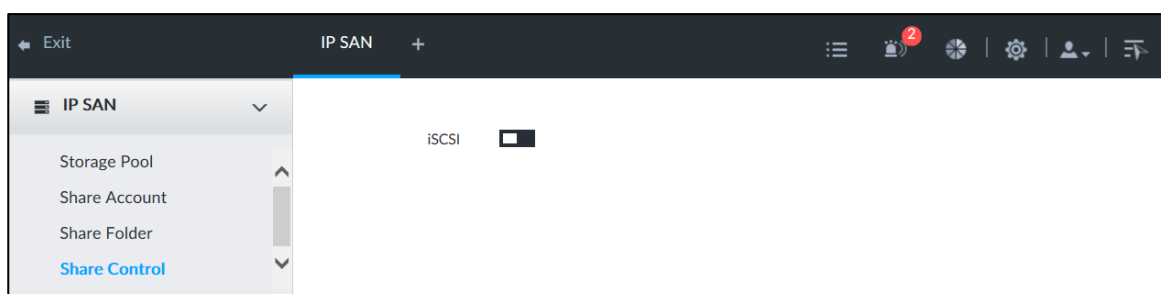 Exit
IP SAN
+
2
IP SAN
iSCSI
Storage Pool
Share Account
Share Folder
Share Control